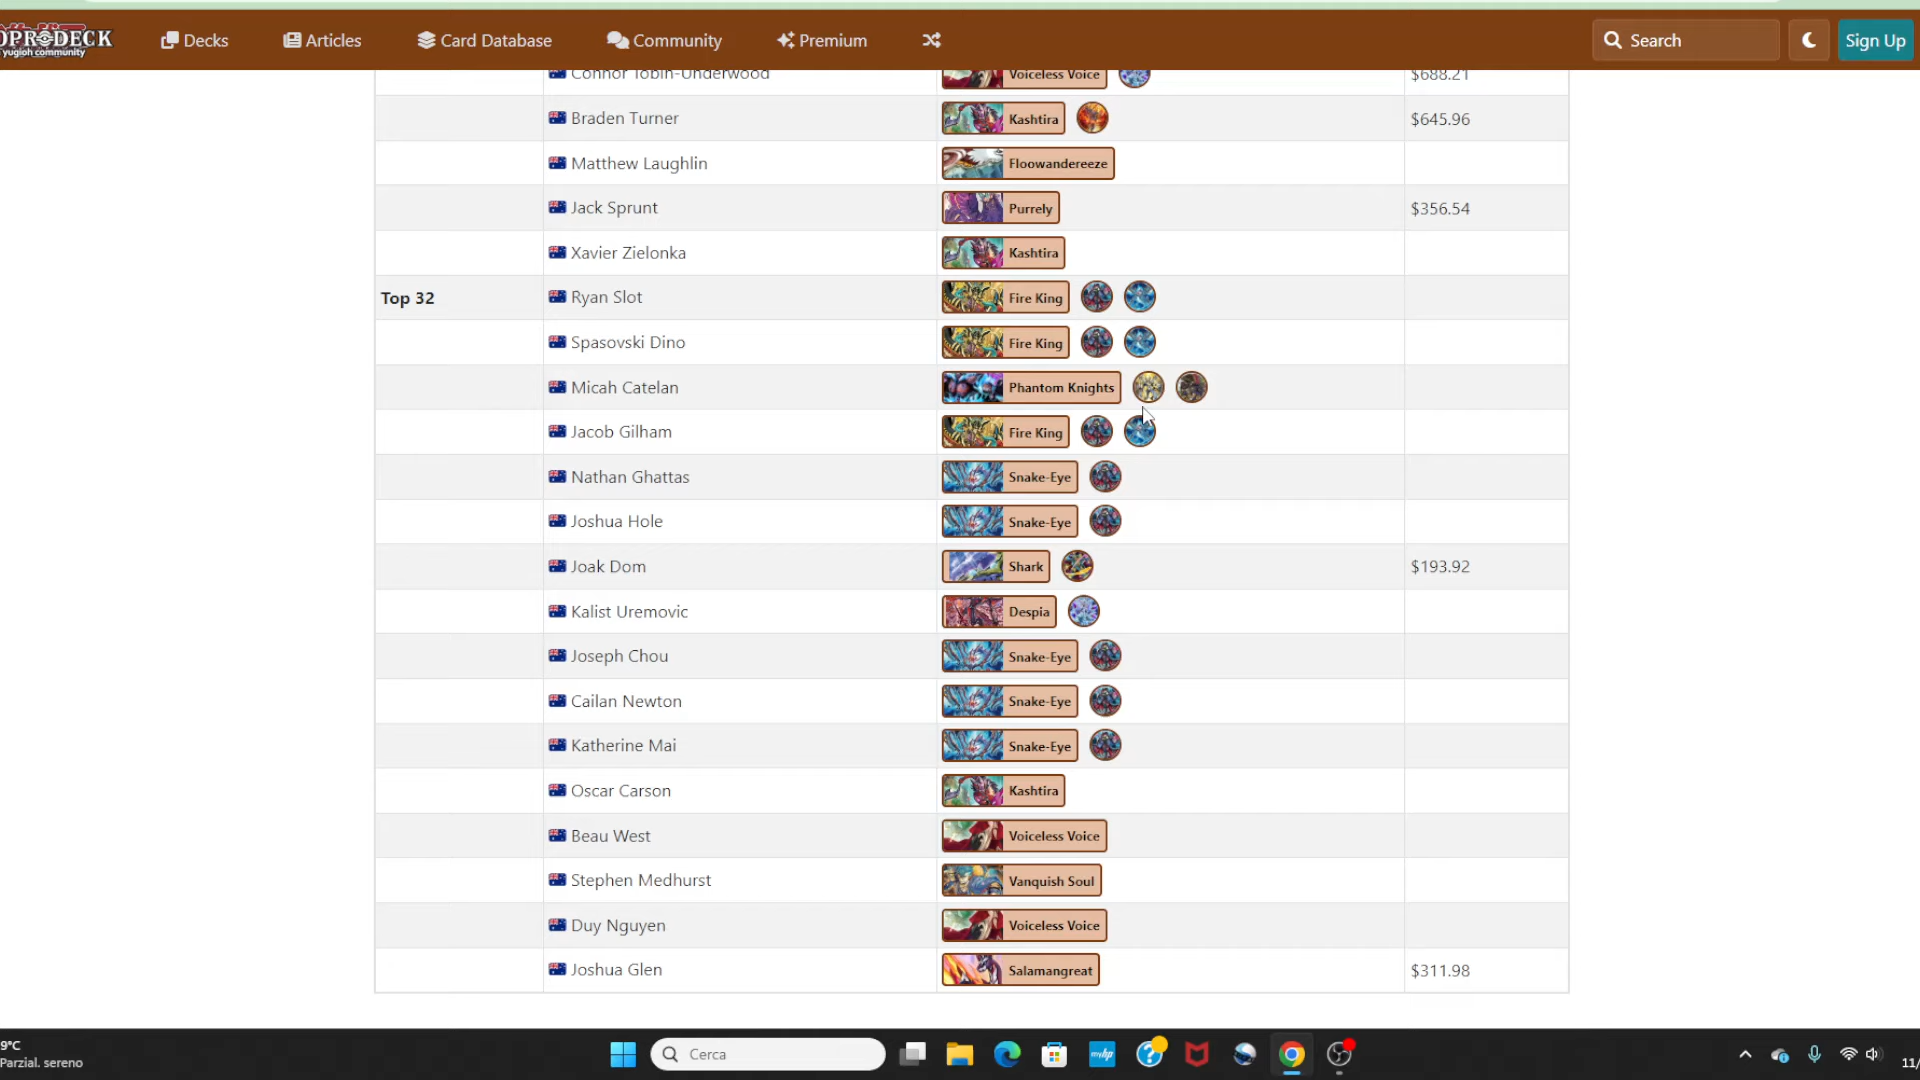 OPRODECK
yugioh community
Decks
Articles
Card Database
Community
Premium
Search
Sign Up
Connor Tobin-Underwood Voiceless Voice $688.21
Braden Turner Kashtira $645.96
Matthew Laughlin Floowandereeze
Jack Sprunt Purrely $356.54
Xavier Zielonka Kashtira
Top 32 Ryan Slot Fire King
Spasovski Dino Fire King
Micah Catelan Phantom Knights
Jacob Gilham Fire King
Nathan Ghattas Snake-Eye
Joshua Hole Snake-Eye
Joak Dom Shark $193.92
Kalist Uremovic Despia
Joseph Chou Snake-Eye
Cailan Newton Snake-Eye
Katherine Mai Snake-Eye
Oscar Carson Kashtira
Beau West Voiceless Voice
Stephen Medhurst Vanquish Soul
Duy Nguyen Voiceless Voice
Joshua Glen Salamangreat $311.98
9°C
Parzial. sereno
Cerca
myhp
11/